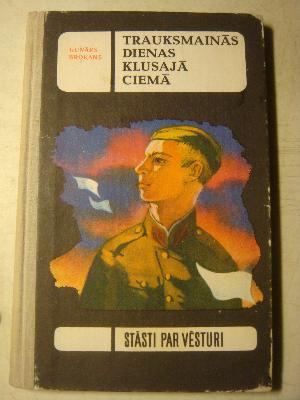 GUNĀRS
BROKĀNS
TRAUKSMAINĀS
DIENAS
KLUSAJĀ
CIEMĀ
STĀSTI PAR VĒSTURI